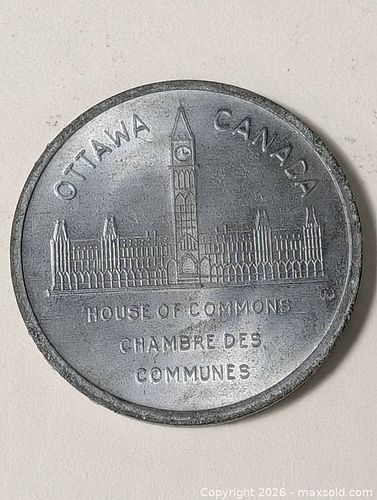 OTTAWA CANADA
HOUSE OF COMMONS
CHAMBRE DES
COMMUNES
Copyright © 2026 - maxsold.com